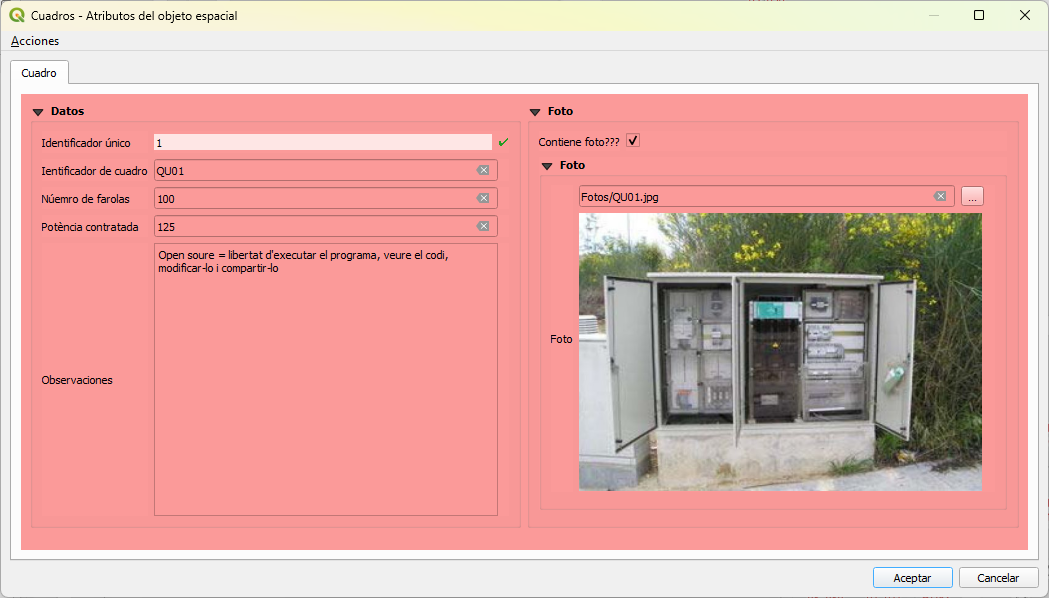 Cuadros - Atributos del objeto espacial
Acciones
Cuadro
Datos
Identificador único 1
Ientificador de cuadro QU01
Núemro de farolas 100
Potència contratada 125
Observaciones
Open soure = libertat d'executar el programa, veure el codi,
modificar-lo i compartir-lo
Foto
Contiene foto???
Foto
Fotos/QU01.jpg
...
Foto
Aceptar
Cancelar